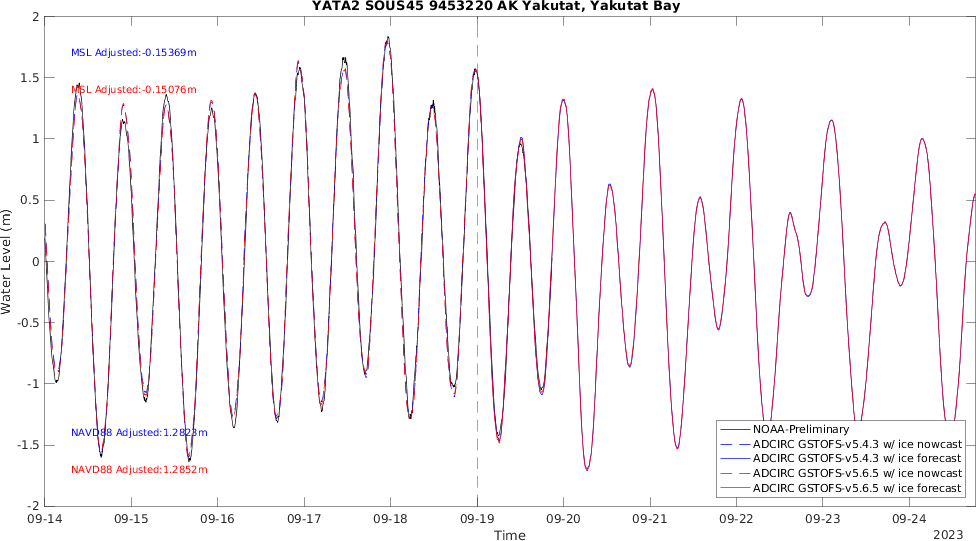 YATA2 SOUS45 9453220 AK Yakutat, Yakutat Bay
2
1.5
1
0.5
0
-0.5
-1
-1.5
-2
Water Level (m)
MSL Adjusted:-0.15369m
MSL Adjusted:-0.15076m
NAVD88 Adjusted:1.2823m
NAVD88 Adjusted:1.2852m
NOAA-Preliminary
ADCIRC GSTOFS-v5.4.3 w/ ice nowcast
ADCIRC GSTOFS-v5.4.3 w/ ice forecast
ADCIRC GSTOFS-v5.6.5 w/ ice nowcast
ADCIRC GSTOFS-v5.6.5 w/ ice forecast
09-14 09-15 09-16 09-17 09-18 09-19 09-20 09-21 09-22 09-23 09-24
Time
2023